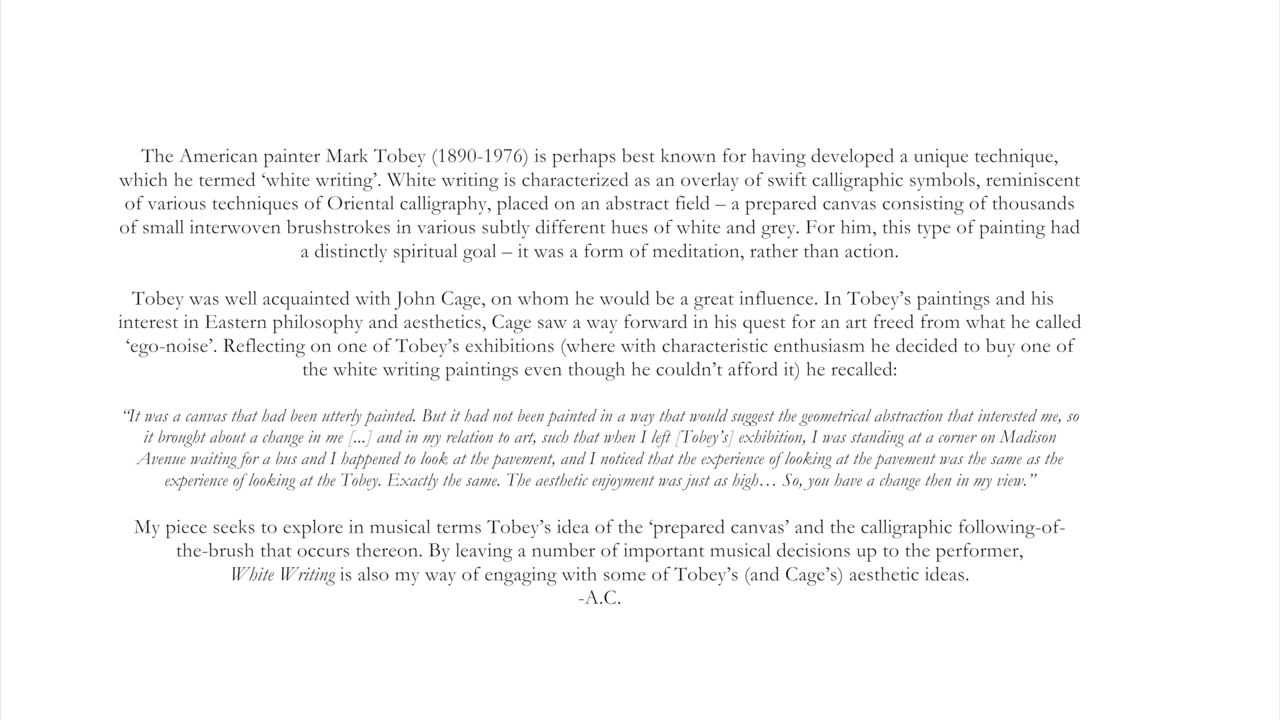 The American painter Mark Tobey (1890-1976) is perhaps best known for having developed a unique technique,
which he termed ‘white writing’. White writing is characterized as an overlay of swift calligraphic symbols, reminiscent
of various techniques of Oriental calligraphy, placed on an abstract field – a prepared canvas consisting of thousands
of small interwoven brushstrokes in various subtly different hues of white and grey. For him, this type of painting had
a distinctly spiritual goal – it was a form of meditation, rather than action.
Tobey was well acquainted with John Cage, on whom he would be a great influence. In Tobey’s paintings and his
interest in Eastern philosophy and aesthetics, Cage saw a way forward in his quest for an art freed from what he called
‘ego-noise’. Reflecting on one of Tobey’s exhibitions (where with characteristic enthusiasm he decided to buy one of
the white writing paintings even though he couldn’t afford it) he recalled:
“It was a canvas that had been utterly painted. But it had not been painted in a way that would suggest the geometrical abstraction that interested me, so
it brought about a change in me [...] and in my relation to art, such that when I left [Tobey’s] exhibition, I was standing at a corner on Madison
Avenue waiting for a bus and I happened to look at the pavement, and I noticed that the experience of looking at the pavement was the same as the
experience of looking at the Tobey. Exactly the same. The aesthetic enjoyment was just as high… So, you have a change then in my view.”
My piece seeks to explore in musical terms Tobey’s idea of the ‘prepared canvas’ and the calligraphic following-of-
the-brush that occurs thereon. By leaving a number of important musical decisions up to the performer,
White Writing is also my way of engaging with some of Tobey’s (and Cage’s) aesthetic ideas.
-A.C.